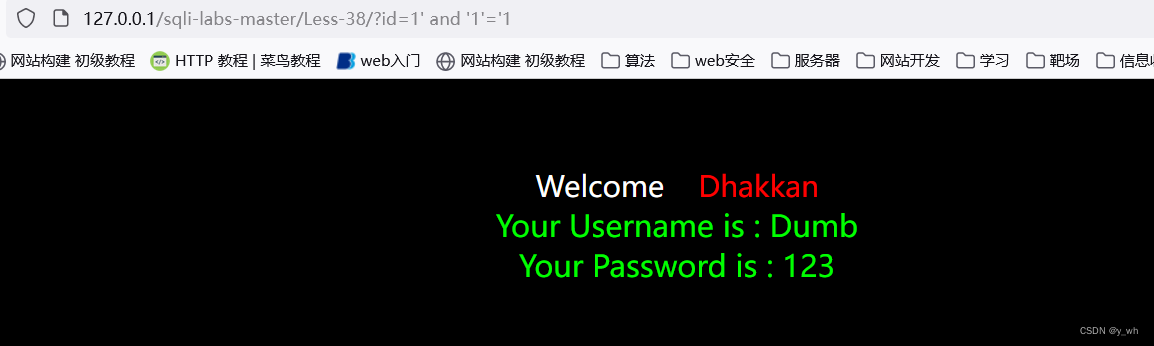 127.0.0.1/sqli-labs-master/Less-38/?id=1' and '1'='1
网站构建 初级教程 HTTP 教程 | 菜鸟教程 web入门 网站构建 初级教程 算法 web安全 服务器 网站开发 学习 靶场 信息
Welcome Dhakkan
Your Username is : Dumb
Your Password is : 123
CSDN @y_wh